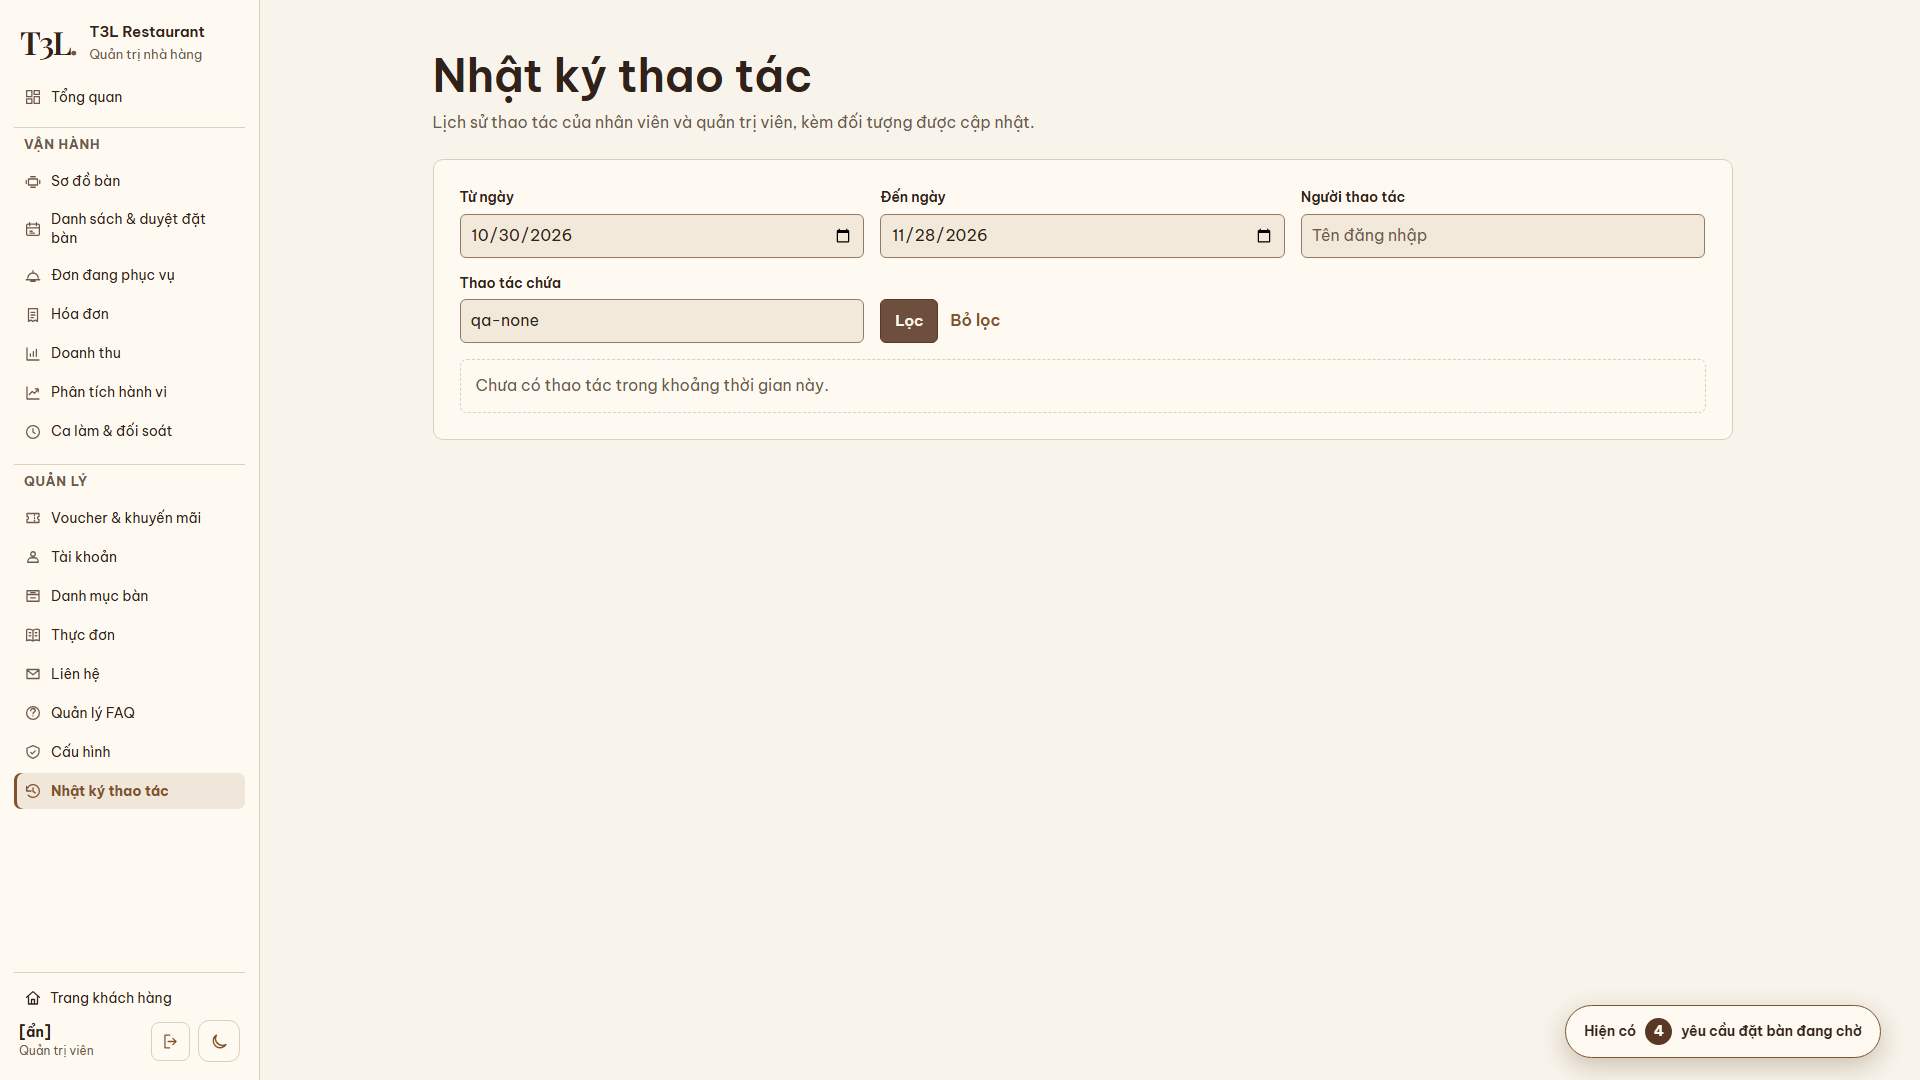 T3L.
T3L Restaurant
Quản trị nhà hàng
Tổng quan
VẬN HÀNH
Sơ đồ bàn
Danh sách & duyệt đặt
bàn
Đơn đang phục vụ
Hóa đơn
Doanh thu
Phân tích hành vi
Ca làm & đối soát
QUẢN LÝ
Voucher & khuyến mãi
Tài khoản
Danh mục bàn
Thực đơn
Liên hệ
Quản lý FAQ
Cấu hình
Nhật ký thao tác
Trang khách hàng
[ẩn]
Quản trị viên
Nhật ký thao tác
Lịch sử thao tác của nhân viên và quản trị viên, kèm đối tượng được cập nhật.
Từ ngày
10/30/2026
Đến ngày
11/28/2026
Người thao tác
Tên đăng nhập
Thao tác chứa
qa-none
Lọc
Bỏ lọc
Chưa có thao tác trong khoảng thời gian này.
Hiện có 4 yêu cầu đặt bàn đang chờ